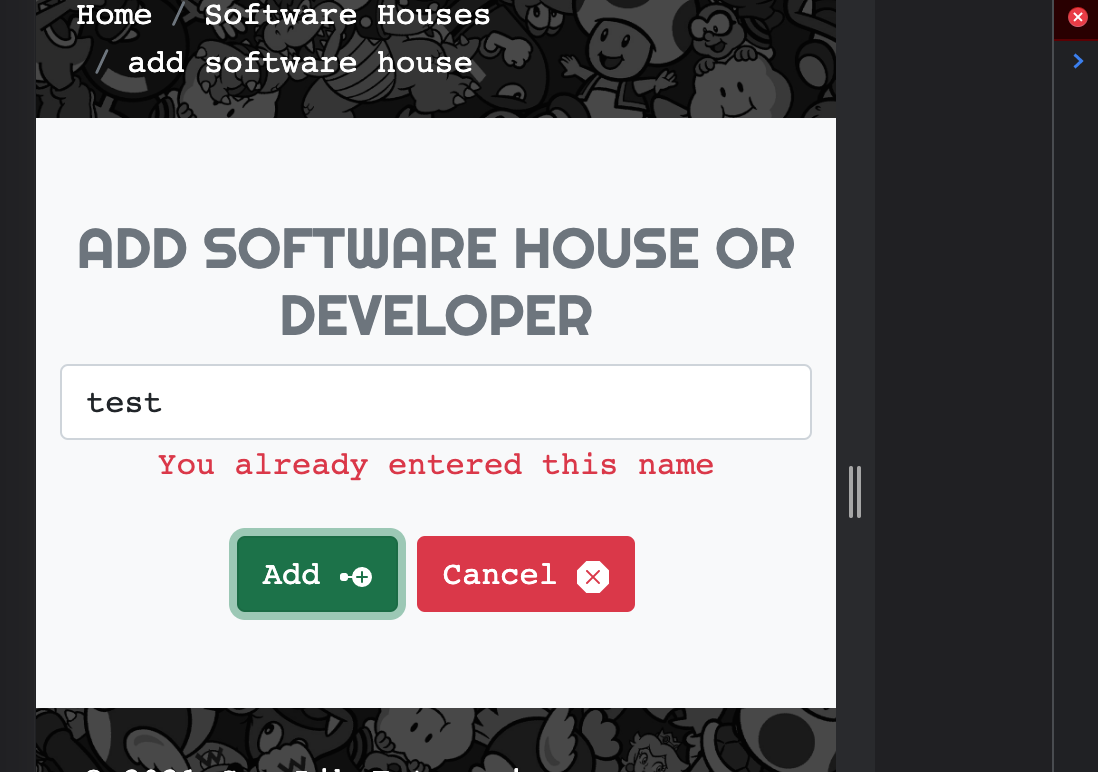 Home / Software Houses
/ add software house
ADD SOFTWARE HOUSE OR
DEVELOPER
test
You already entered this name
Add
Cancel